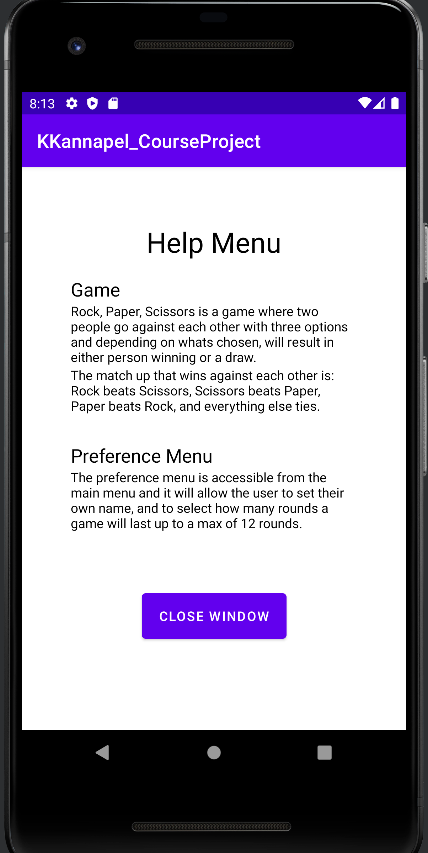 8:13
KKannapel_CourseProject
Help Menu
Game
Rock, Paper, Scissors is a game where two
people go against each other with three options
and depending on whats chosen, will result in
either person winning or a draw.
The match up that wins against each other is:
Rock beats Scissors, Scissors beats Paper,
Paper beats Rock, and everything else ties.
Preference Menu
The preference menu is accessible from the
main menu and it will allow the user to set their
own name, and to select how many rounds a
game will last up to a max of 12 rounds.
CLOSE WINDOW